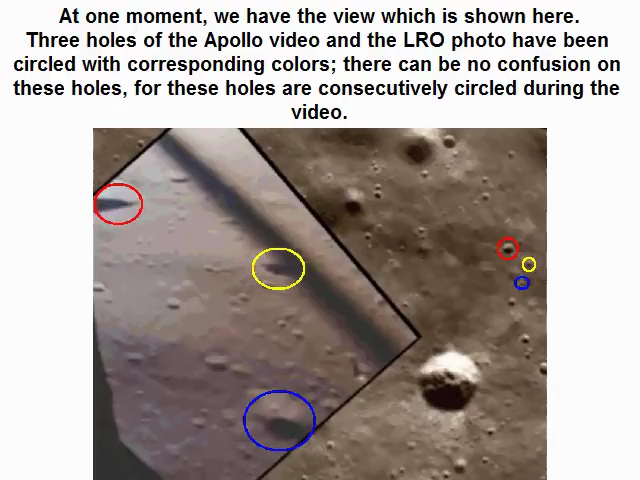 At one moment, we have the view which is shown here.
Three holes of the Apollo video and the LRO photo have been
circled with corresponding colors; there can be no confusion on
these holes, for these holes are consecutively circled during the
video.